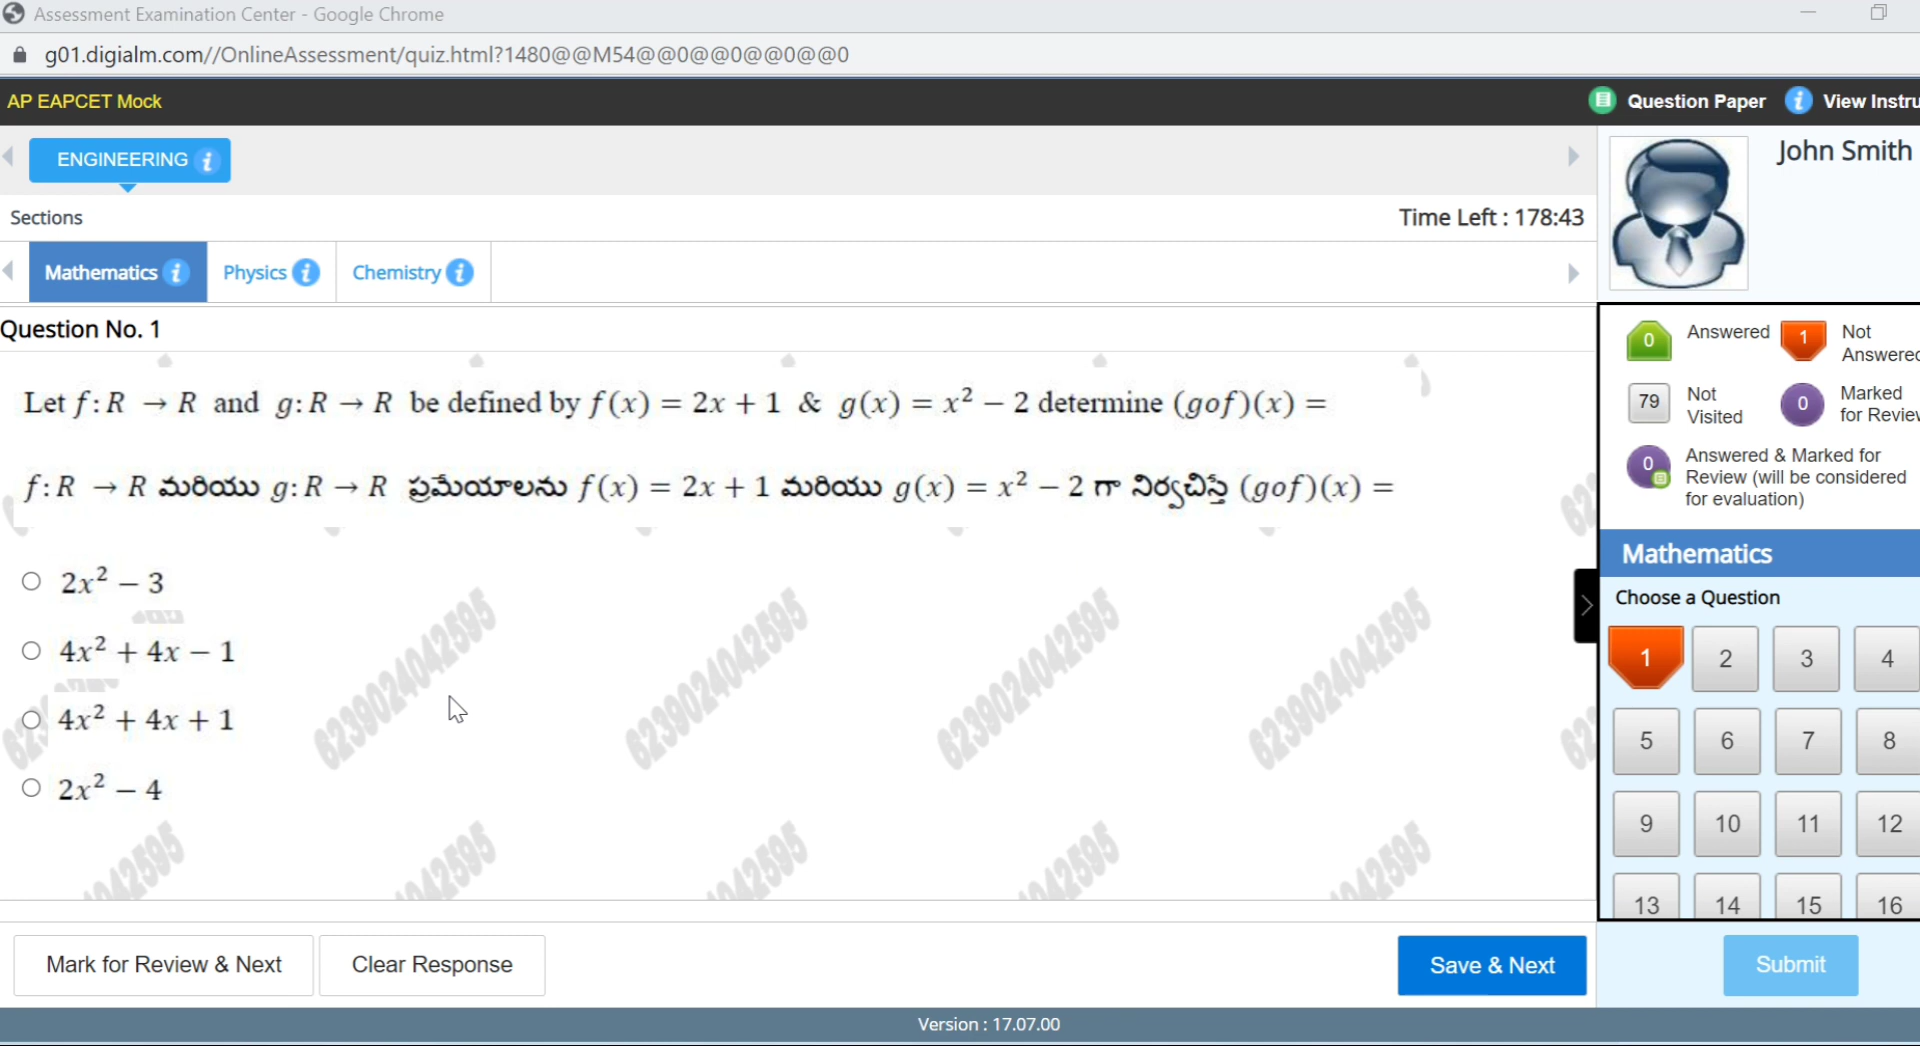 Assessment Examination Center - Google Chrome
g01.digialm.com//OnlineAssessment/quiz.html?1480@@M54@@0@@0@@0@@0
AP EAPCET Mock
Question Paper
View Instru
ENGINEERING
John Smith
Sections
Time Left : 178:43
Mathematics
Physics
Chemistry
Question No. 1
Let f: R → R and g: R → R be defined by f(x) = 2x + 1 & g(x) = x² − 2 determine (gof)(x) =
f: R → R మరియు g: R → R ప్రమేయాలను f(x) = 2x + 1 మరియు g(x) = x² − 2 గా నిర్వచిస్తే (gof)(x) =
2x² − 3
4x² + 4x − 1
4x² + 4x + 1
2x² − 4
6239024042595
6239024042595
6239024042595
6239024042595
0 Answered
1 Not Answered
79 Not Visited
0 Marked for Review
0 Answered & Marked for Review (will be considered for evaluation)
Mathematics
Choose a Question
1 2 3 4
5 6 7 8
9 10 11 12
13 14 15 16
Mark for Review & Next
Clear Response
Save & Next
Submit
Version : 17.07.00